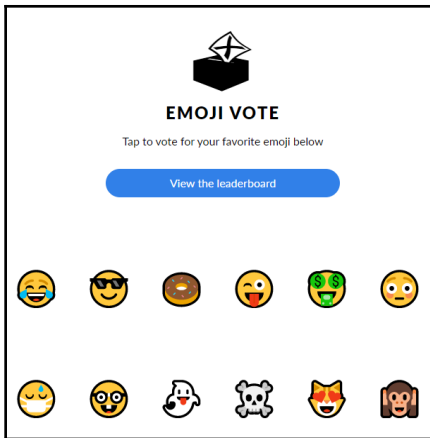 EMOJI VOTE
Tap to vote for your favorite emoji below
View the leaderboard